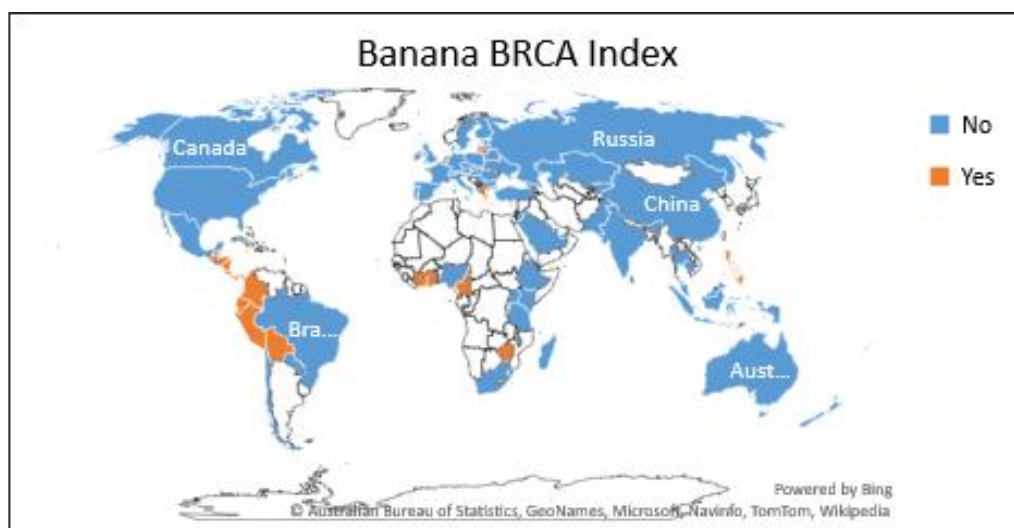 Banana BRCA Index
No
Yes
Canada
Russia
China
Bra...
Aust...
Powered by Bing
© Australian Bureau of Statistics, GeoNames, Microsoft, Navinfo, TomTom, Wikipedia